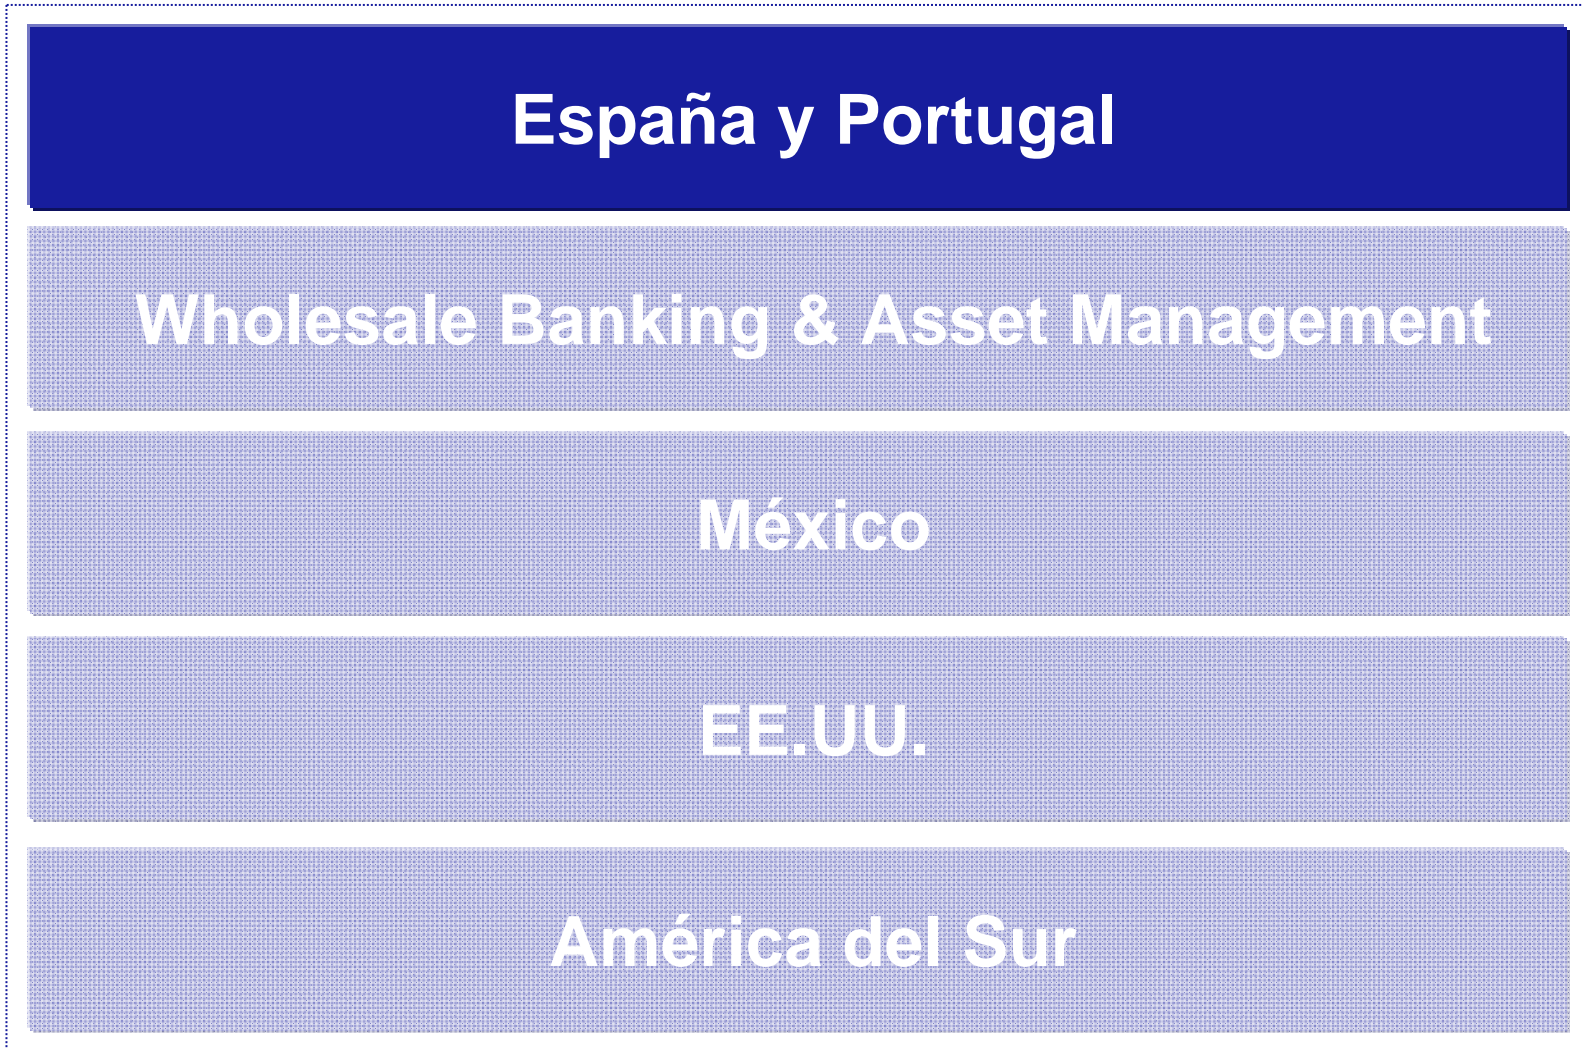 España y Portugal
Wholesale Banking & Asset Management
México
EE.UU.
América del Sur